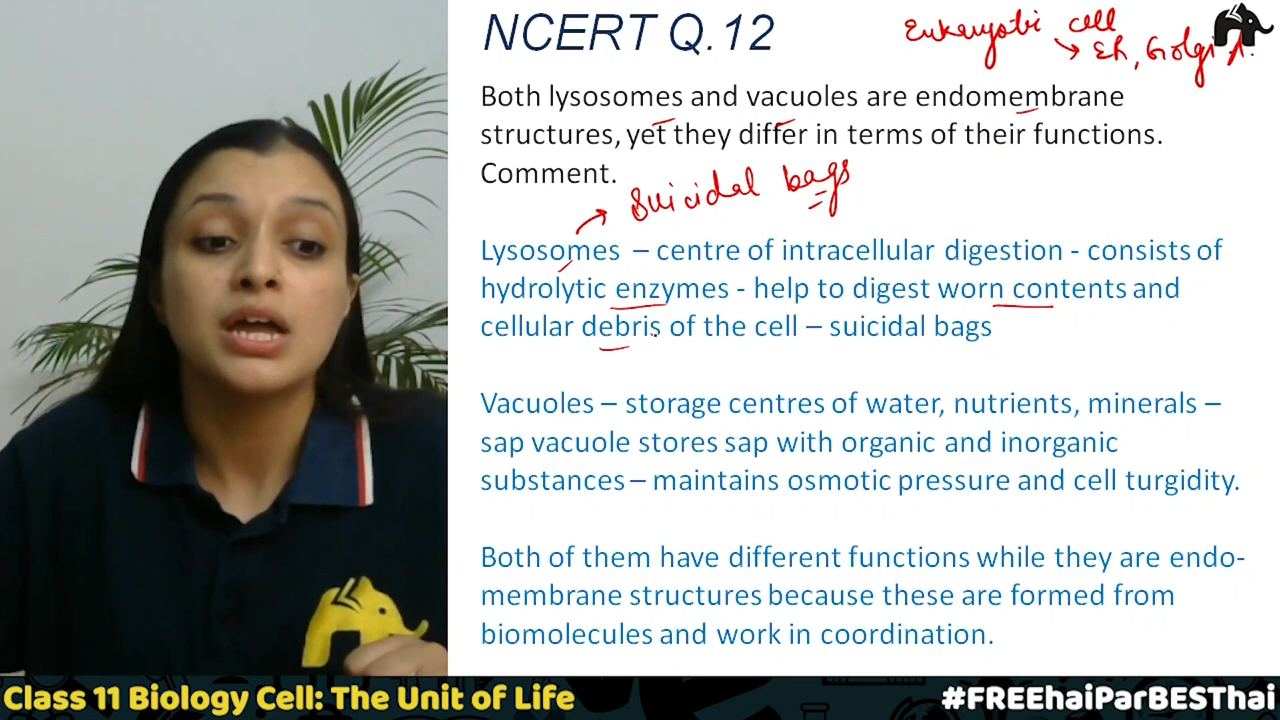 NCERT Q.12
Eukaryotic cell
→ ER, Golgi A.
Both lysosomes and vacuoles are endomembrane
structures, yet they differ in terms of their functions.
Comment.
Suicidal bags
Lysosomes – centre of intracellular digestion - consists of
hydrolytic enzymes - help to digest worn contents and
cellular debris of the cell – suicidal bags
Vacuoles – storage centres of water, nutrients, minerals –
sap vacuole stores sap with organic and inorganic
substances – maintains osmotic pressure and cell turgidity.
Both of them have different functions while they are endo-
membrane structures because these are formed from
biomolecules and work in coordination.
Class 11 Biology Cell: The Unit of Life
#FREEhaiParBESThai